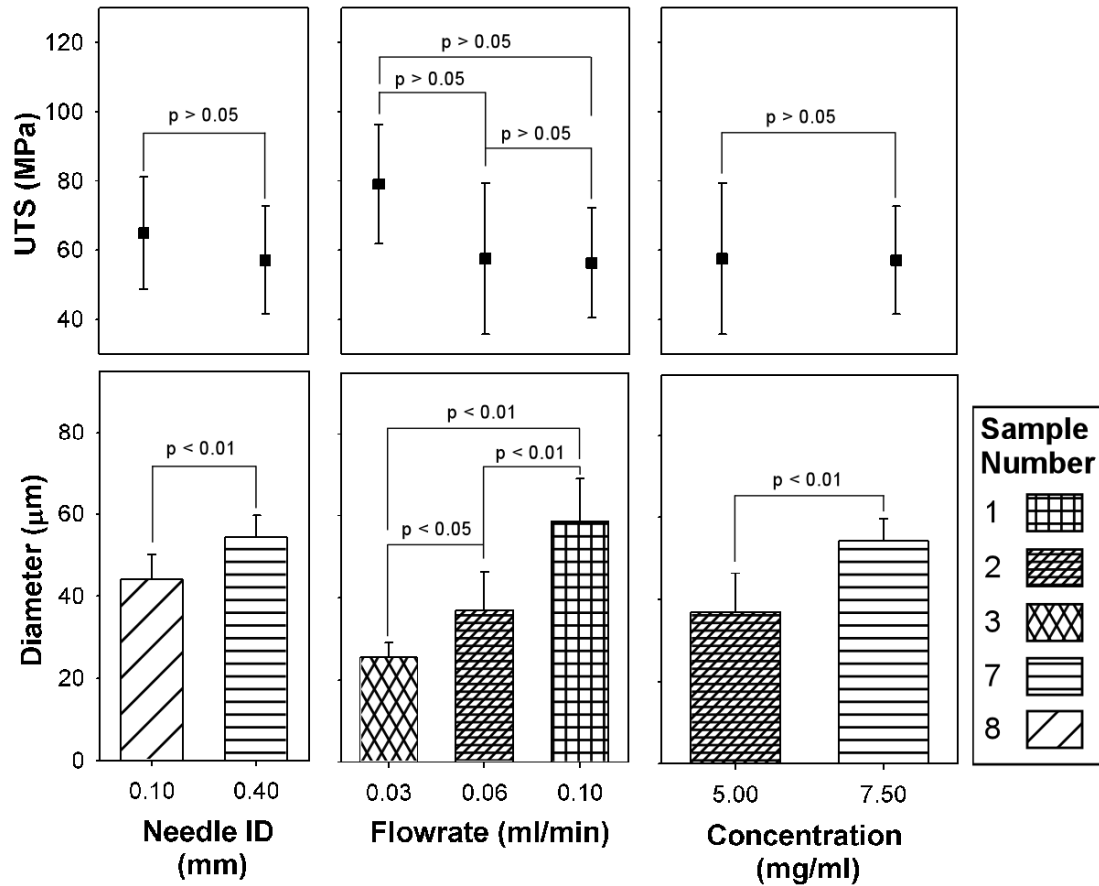 UTS (MPa)
120
100
80
60
40
p > 0.05
p > 0.05
p > 0.05
p > 0.05
p > 0.05
Diameter (μm)
80
60
40
20
0
p < 0.01
p < 0.01
p < 0.01
p < 0.05
p < 0.01
0.10 0.40
Needle ID
(mm)
0.03 0.06 0.10
Flowrate (ml/min)
5.00 7.50
Concentration
(mg/ml)
Sample
Number
1
2
3
7
8